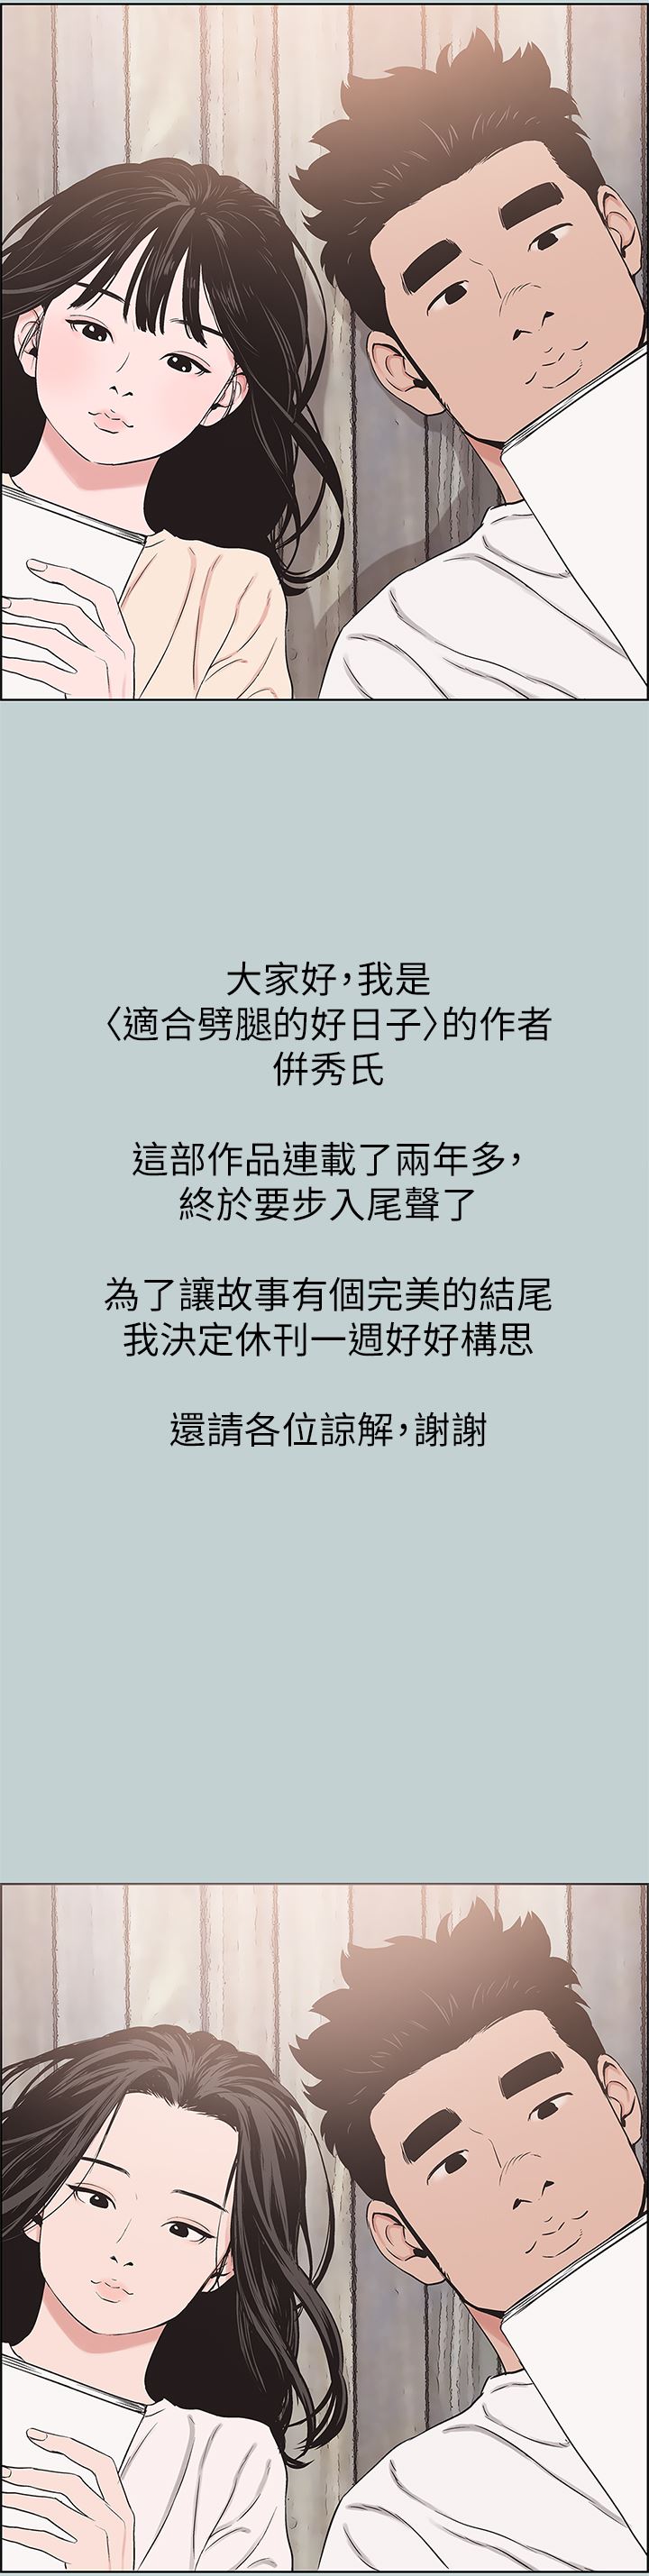 大家好，我是
〈適合劈腿的好日子〉的作者
倂秀氏
這部作品連載了兩年多，
終於要步入尾聲了
為了讓故事有個完美的結尾
我決定休刊一週好好構思
還請各位諒解，謝謝